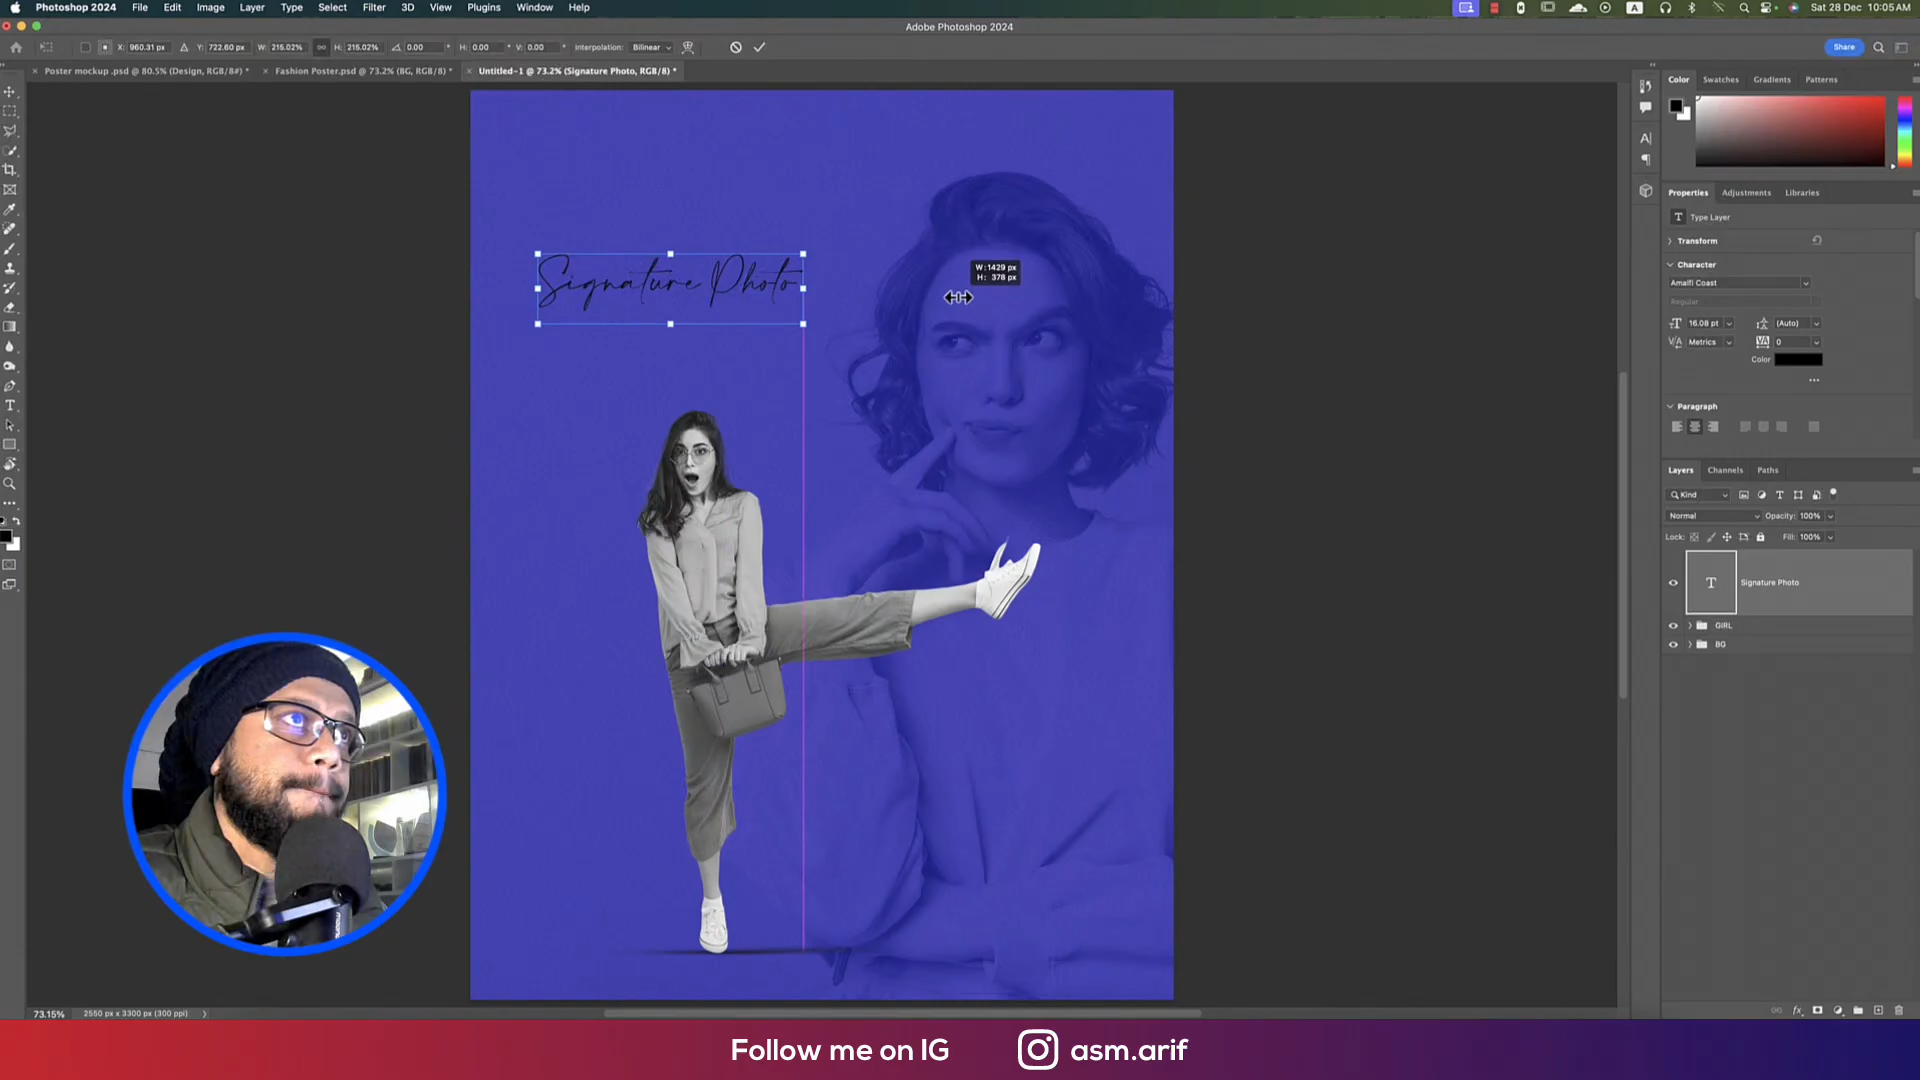 Photoshop 2024 File Edit Image Layer Type Select Filter 3D View Plugins Window Help
A Sat 28 Dec 10:05AM
Adobe Photoshop 2024
X: 960.31 px Y: 722.60 px W: 215.02% H: 215.02% 0.00 ° H: 0.00 ° V: 0.00 ° Interpolation: Bilinear
Share
Poster mockup .psd @ 80.5% (Design, RGB/8#) *
Fashion Poster.psd @ 73.2% (BG, RGB/8) *
Untitled-1 @ 73.2% (Signature Photo, RGB/8) *
Color Swatches Gradients Patterns
Properties Adjustments Libraries
Type Layer
Transform
Character
Amalfi Coast
Regular
16.08 pt (Auto)
Metrics 0
Color
Paragraph
Signature Photo
W: 1429 px
H: 378 px
Layers Channels Paths
Kind
Normal Opacity: 100%
Lock: Fill: 100%
T Signature Photo
GIRL
BG
73.15% 2550 px x 3300 px (300 ppi)
Follow me on IG asm.arif